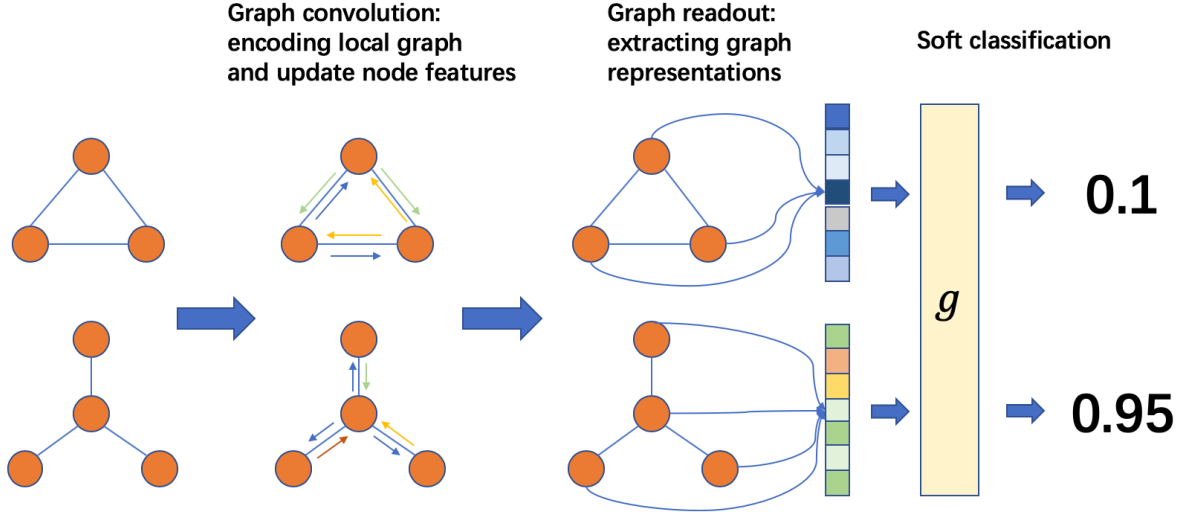 Graph convolution:
encoding local graph
and update node features
Graph readout:
extracting graph
representations
Soft classification
0.1
g
0.95